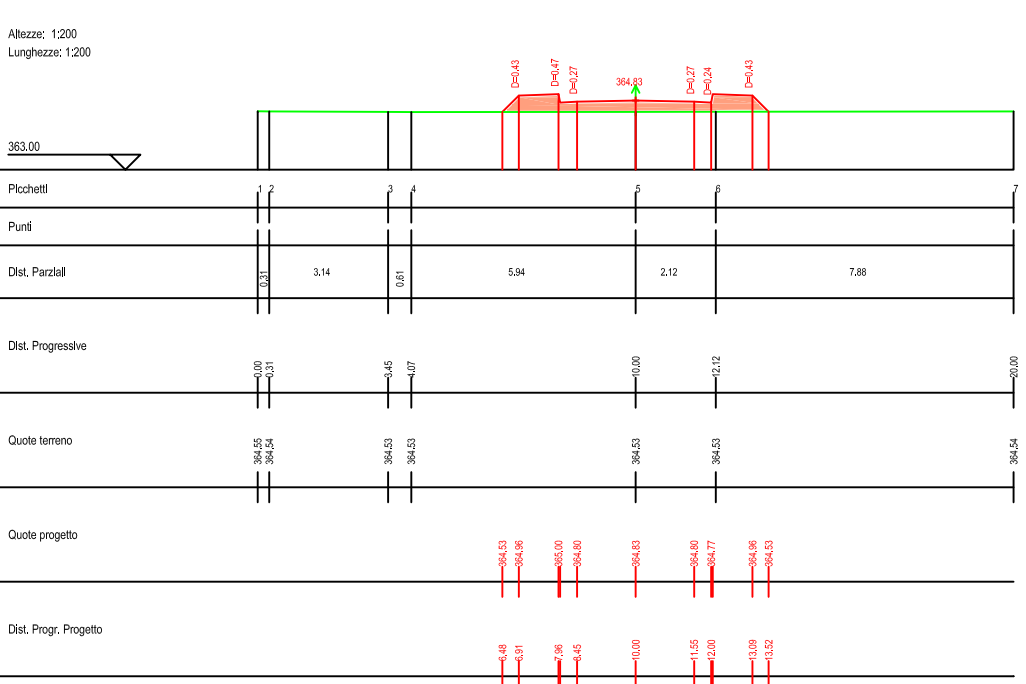 Altezze: 1:200
Lunghezze: 1:200
D=0.43 D=0.47 D=0.27 364.83 D=0.27 D=0.24 D=0.43
363.00
Picchetti 1 2 3 4 5 6 7
Punti
Dist. Parziali 0.31 3.14 0.61 5.94 2.12 7.88
Dist. Progressive 0.00 0.31 3.45 4.07 10.00 12.12 20.00
Quote terreno 364.55 364.54 364.53 364.53 364.53 364.53 364.54
Quote progetto 364.53 364.96 365.00 364.80 364.83 364.80 364.77 364.96 364.53
Dist. Progr. Progetto 6.48 6.91 7.96 8.45 10.00 11.55 12.00 13.09 13.52